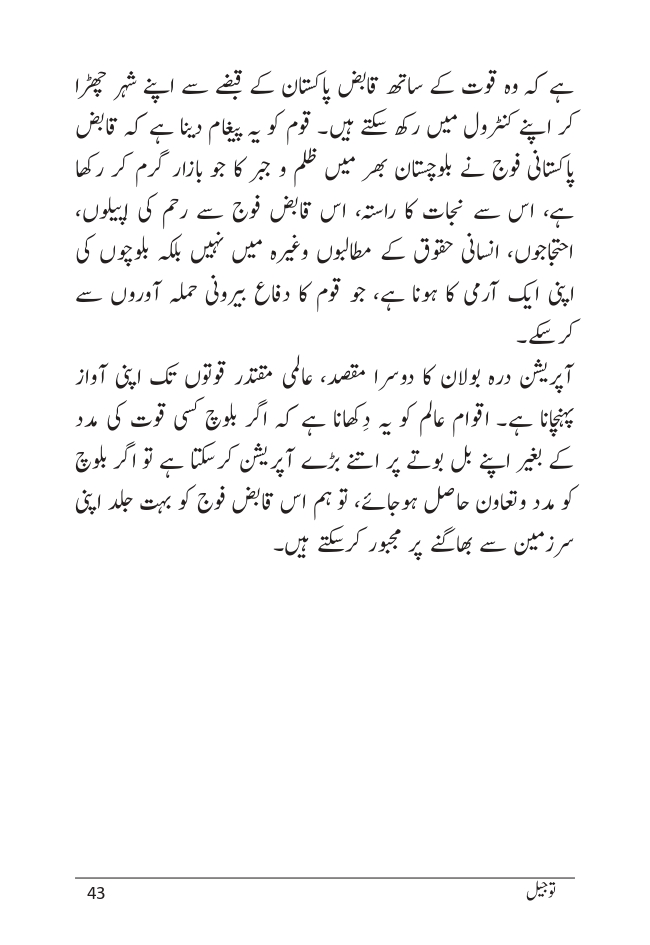 ہے کہ وہ قوت کے ساتھ قابض پاکستان کے قبضے سے اپنے شہر چھڑا
کر اپنے کنٹرول میں رکھ سکتے ہیں۔ قوم کو یہ پیغام دینا ہے کہ قابض
پاکستانی فوج نے بلوچستان بھر میں ظلم و جبر کا جو بازار گرم کر رکھا
ہے، اس سے نجات کا راستہ، اس قابض فوج سے رحم کی اپیلوں،
احتجاجوں، انسانی حقوق کے مطالبوں وغیرہ میں نہیں بلکہ بلوچوں کی
اپنی ایک آرمی کا ہونا ہے، جو قوم کا دفاع بیرونی حملہ آوروں سے
کرسکے۔
آپریشن درہ بولان کا دوسرا مقصد، عالمی مقتدر قوتوں تک اپنی آواز
پہنچانا ہے۔ اقوام عالم کو یہ دِکھانا ہے کہ اگر بلوچ کسی قوت کی مدد
کے بغیر اپنے بل بوتے پر اتنے بڑے آپریشن کرسکتا ہے تو اگر بلوچ
کو مدد وتعاون حاصل ہوجائے، تو ہم اس قابض فوج کو بہت جلد اپنی
سرزمین سے بھاگنے پر مجبور کرسکتے ہیں۔
توجیل
43